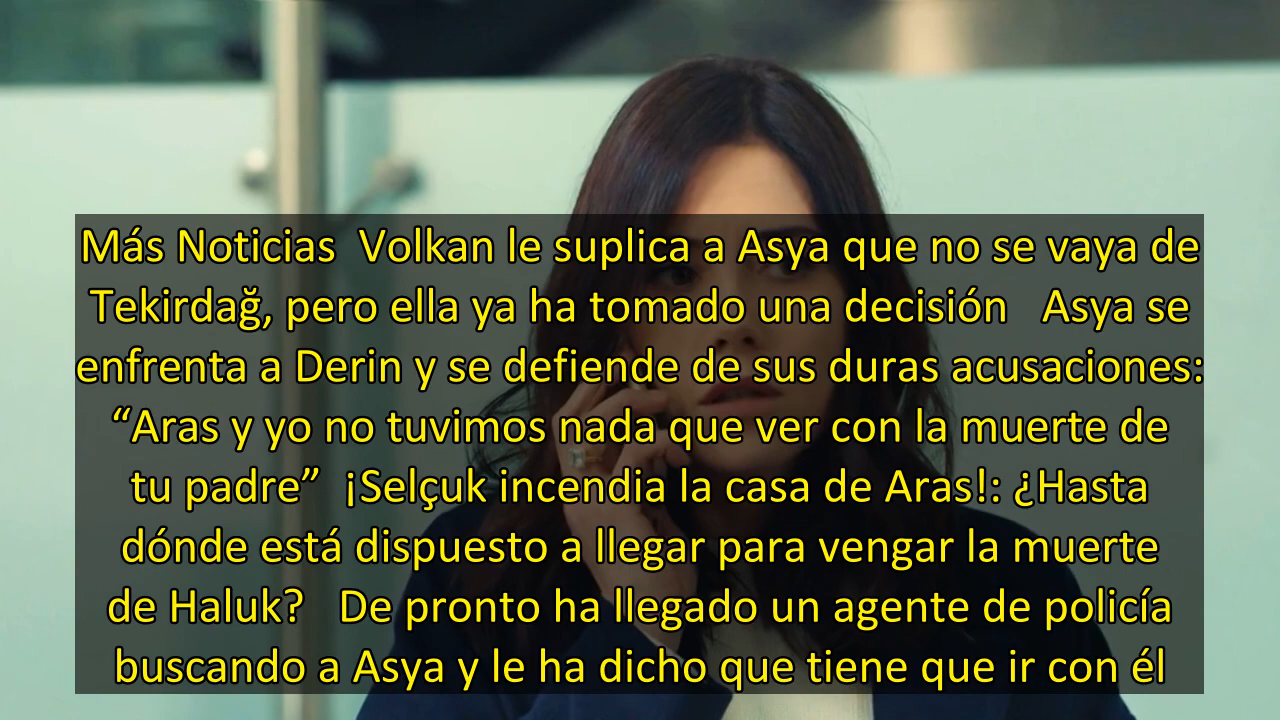 Más Noticias  Volkan le suplica a Asya que no se vaya de
Tekirdağ, pero ella ya ha tomado una decisión   Asya se
enfrenta a Derin y se defiende de sus duras acusaciones:
“Aras y yo no tuvimos nada que ver con la muerte de
tu padre”  ¡Selçuk incendia la casa de Aras!: ¿Hasta
dónde está dispuesto a llegar para vengar la muerte
de Haluk?   De pronto ha llegado un agente de policía
buscando a Asya y le ha dicho que tiene que ir con él